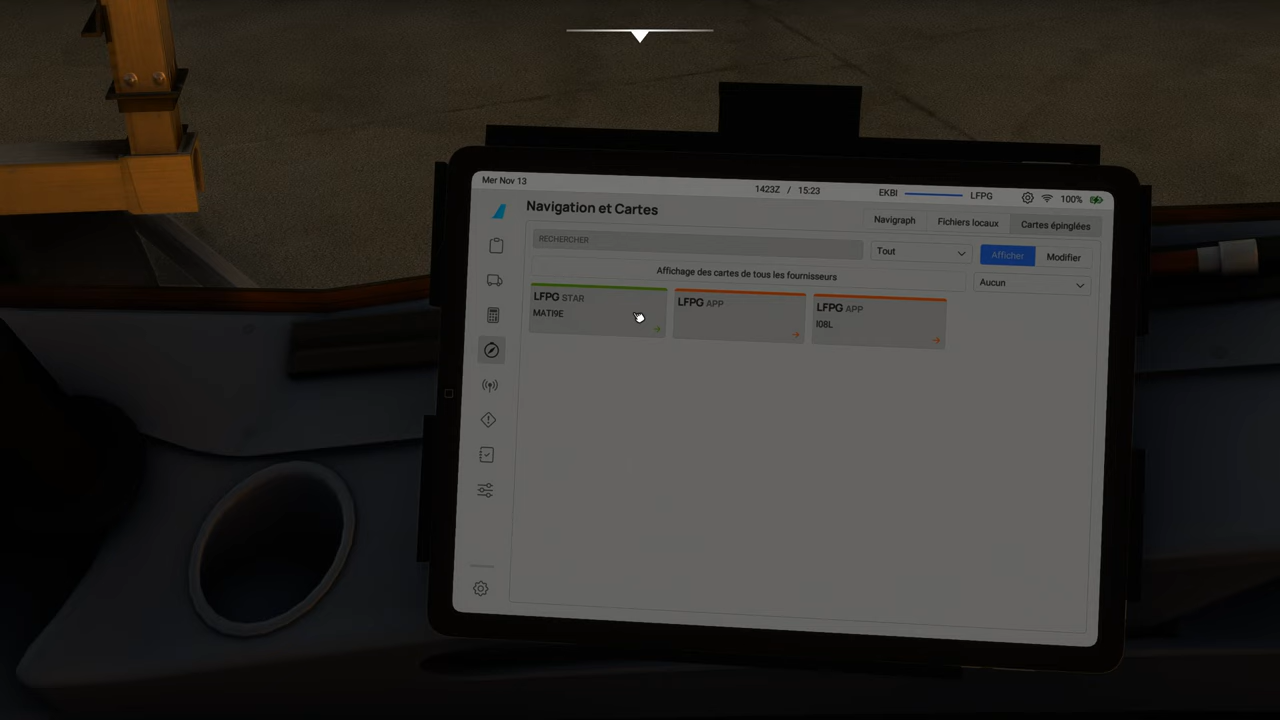 Mer Nov 13
1423Z / 15:23
EKBI LFPG
100%
Navigation et Cartes
Navigraph
Fichiers locaux
Cartes épinglées
RECHERCHER
Tout
Afficher
Modifier
Affichage des cartes de tous les fournisseurs
Aucun
LFPG STAR
MATI9E
LFPG APP
LFPG APP
I08L